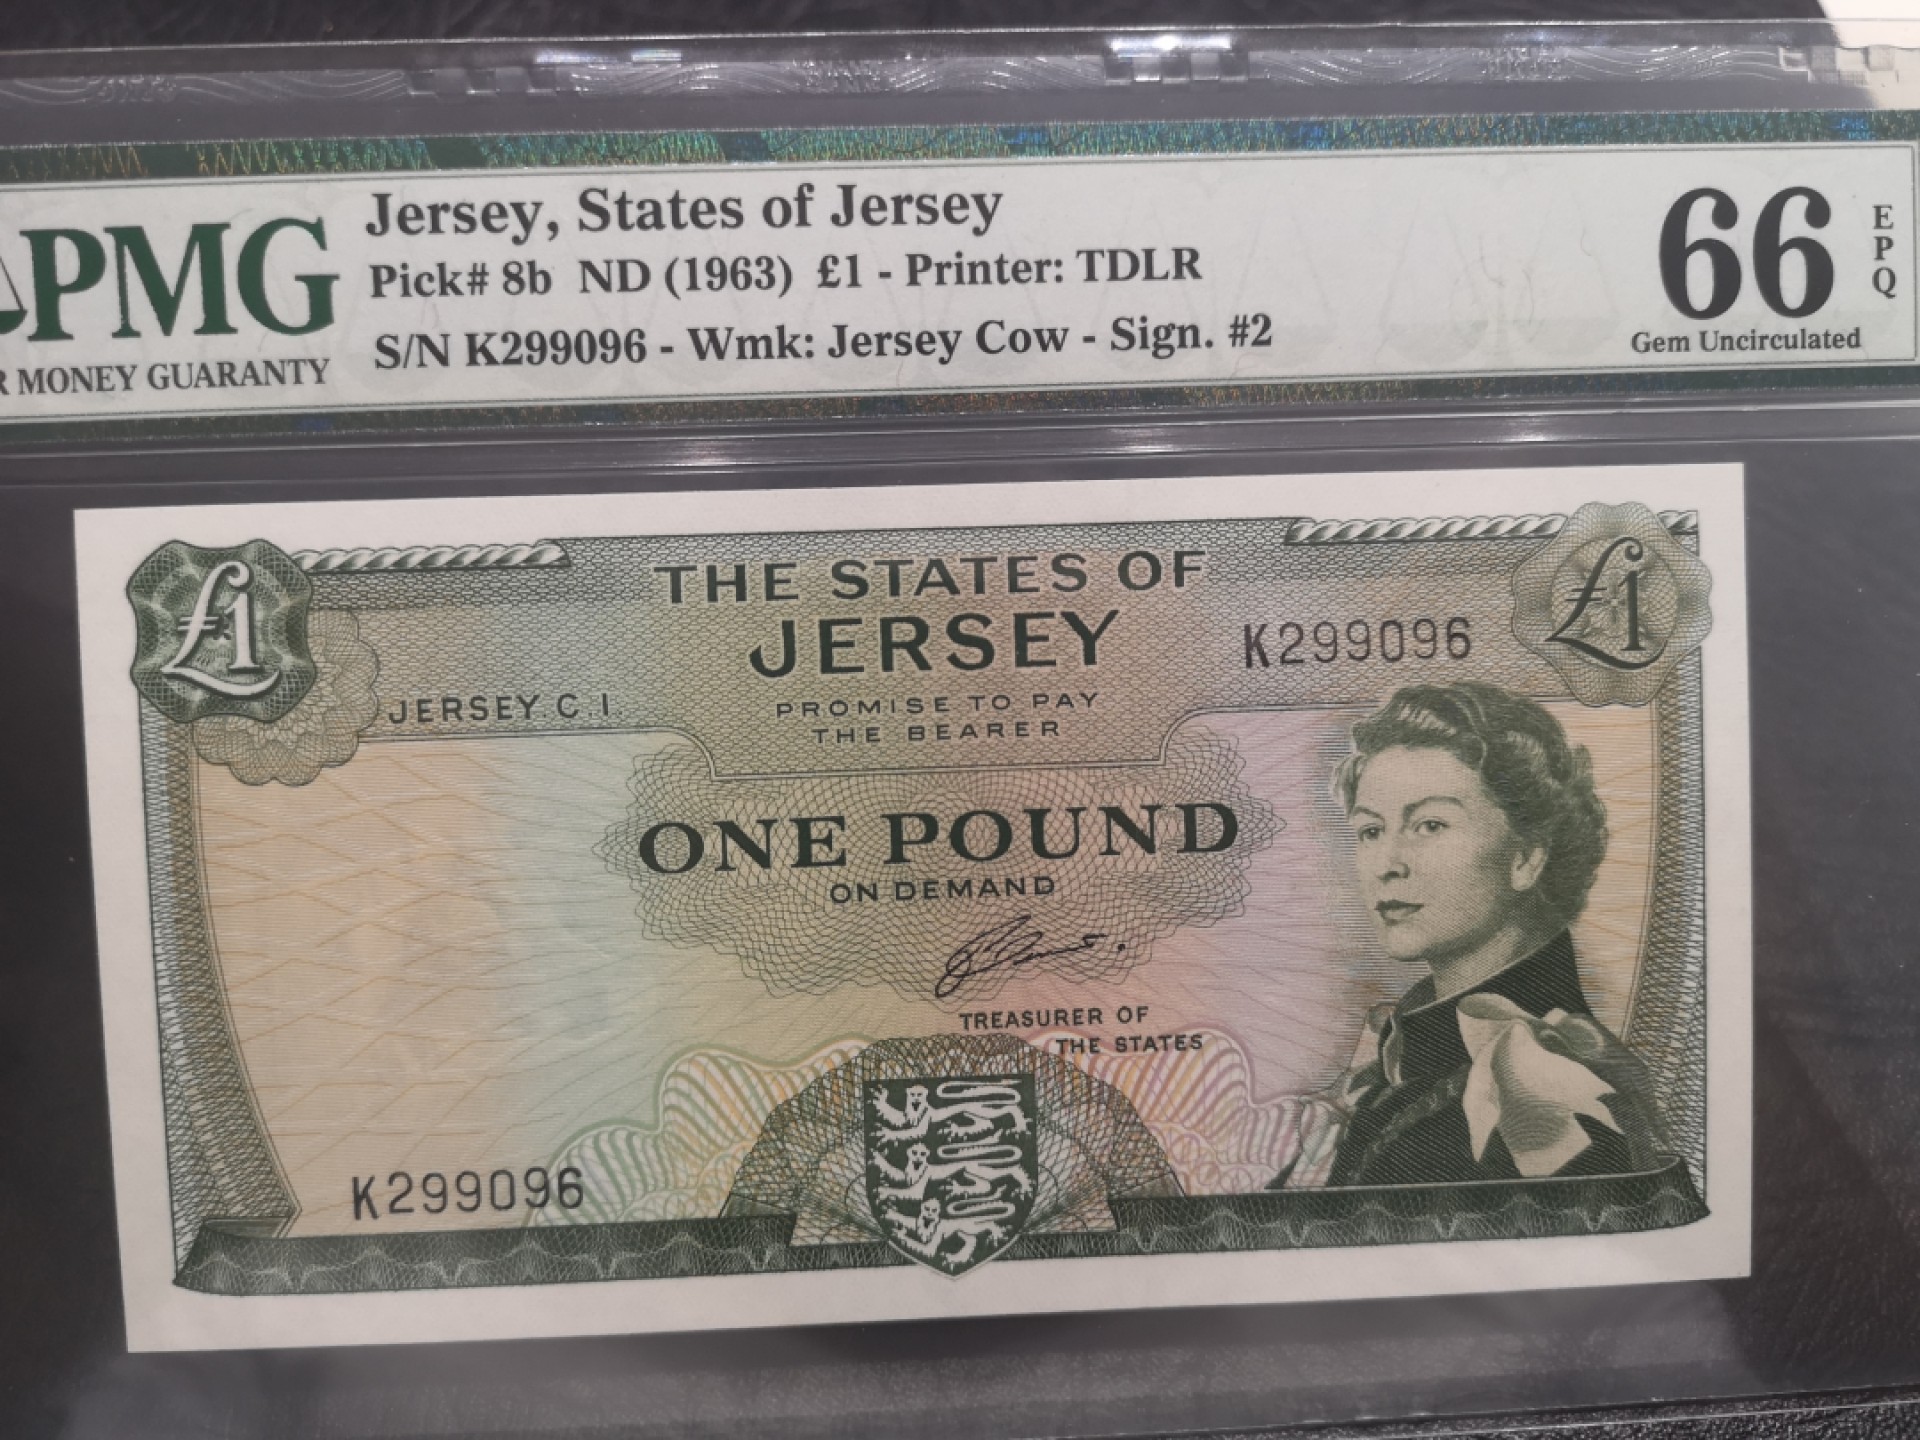 PMG
R MONEY GUARANTY
Jersey, States of Jersey
Pick# 8b ND (1963) £1 - Printer: TDLR
S/N K299096 - Wmk: Jersey Cow - Sign. #2
66
EPQ
Gem Uncirculated
£1
THE STATES OF
JERSEY
K299096
£1
JERSEY. C.I.
PROMISE TO PAY
THE BEARER
ONE POUND
ON DEMAND
TREASURER OF
THE STATES
K299096